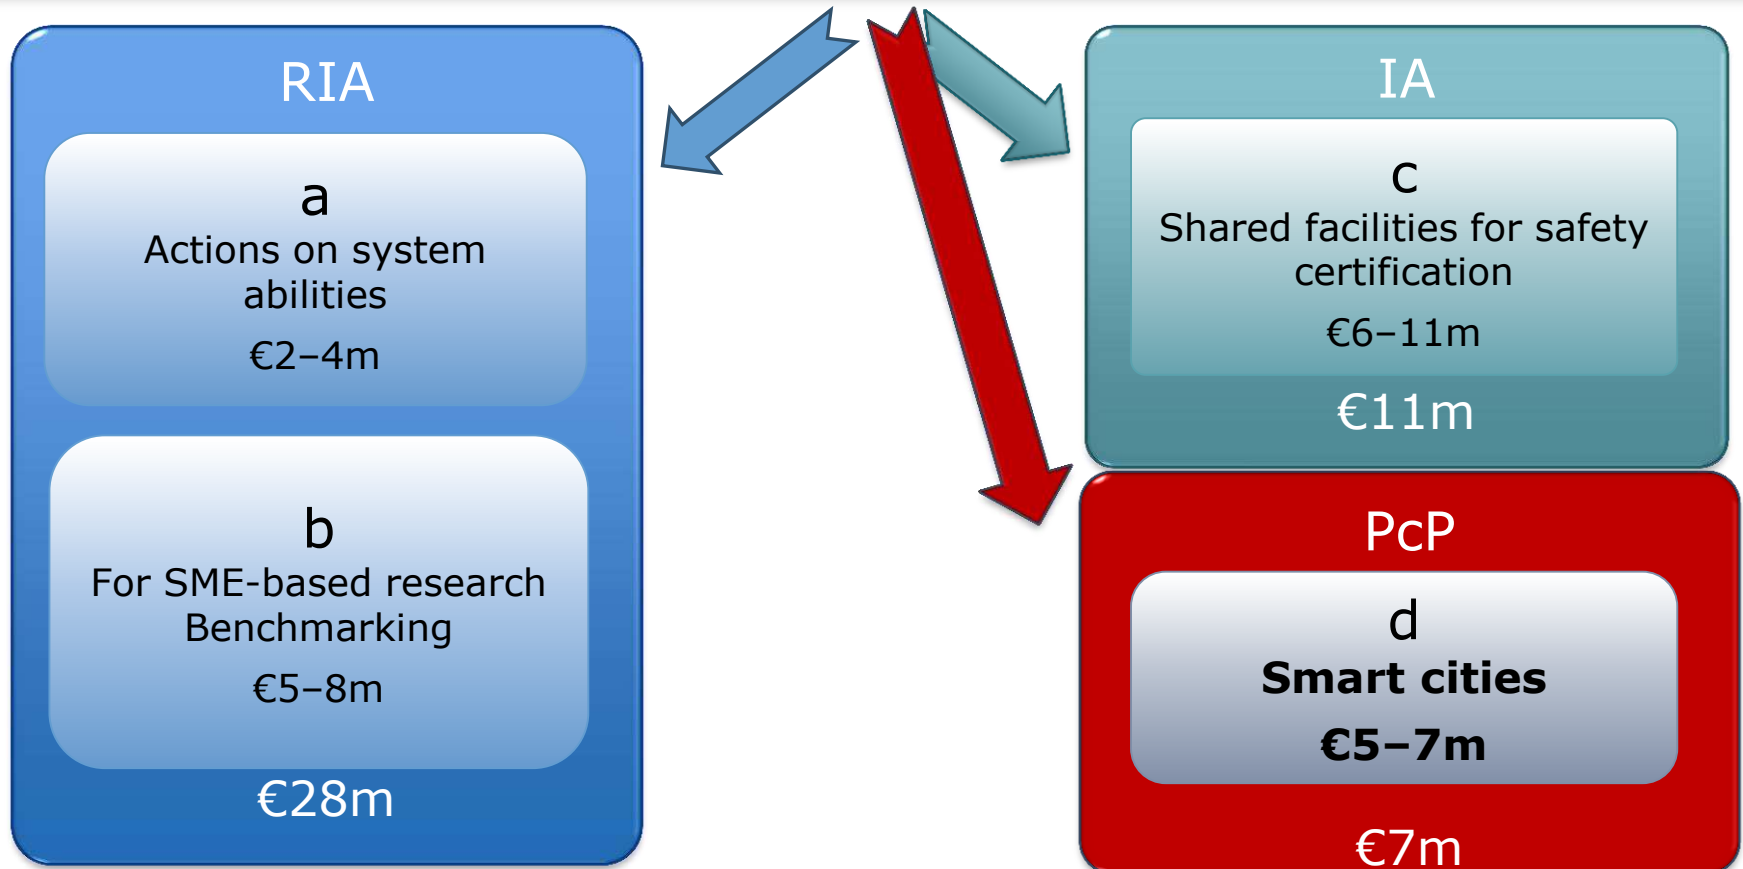 RIA
a
Actions on system
abilities
€2–4m
b
For SME-based research
Benchmarking
€5–8m
€28m
IA
c
Shared facilities for safety
certification
€6–11m
€11m
PcP
d
Smart cities
€5–7m
€7m